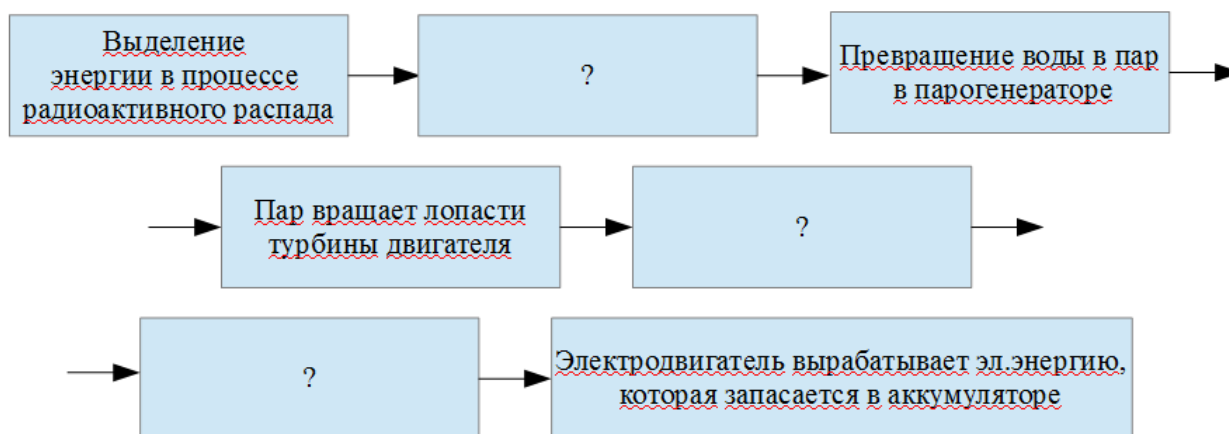 Выделение
энергии в процессе
радиоактивного распада
?
Превращение воды в пар
в парогенераторе
Пар вращает лопасти
турбины двигателя
?
?
Электродвигатель вырабатывает эл.энергию,
которая запасается в аккумуляторе